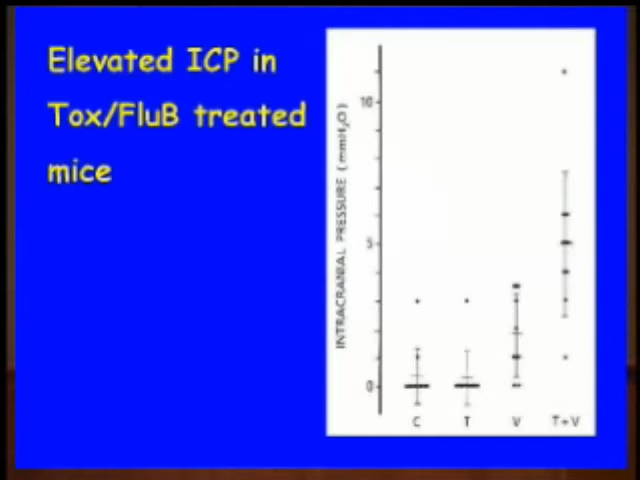 Elevated ICP in
Tox/FluB treated
mice
INTRACRANIAL PRESSURE (mmH₂O)
10
5
0
C T V T+V